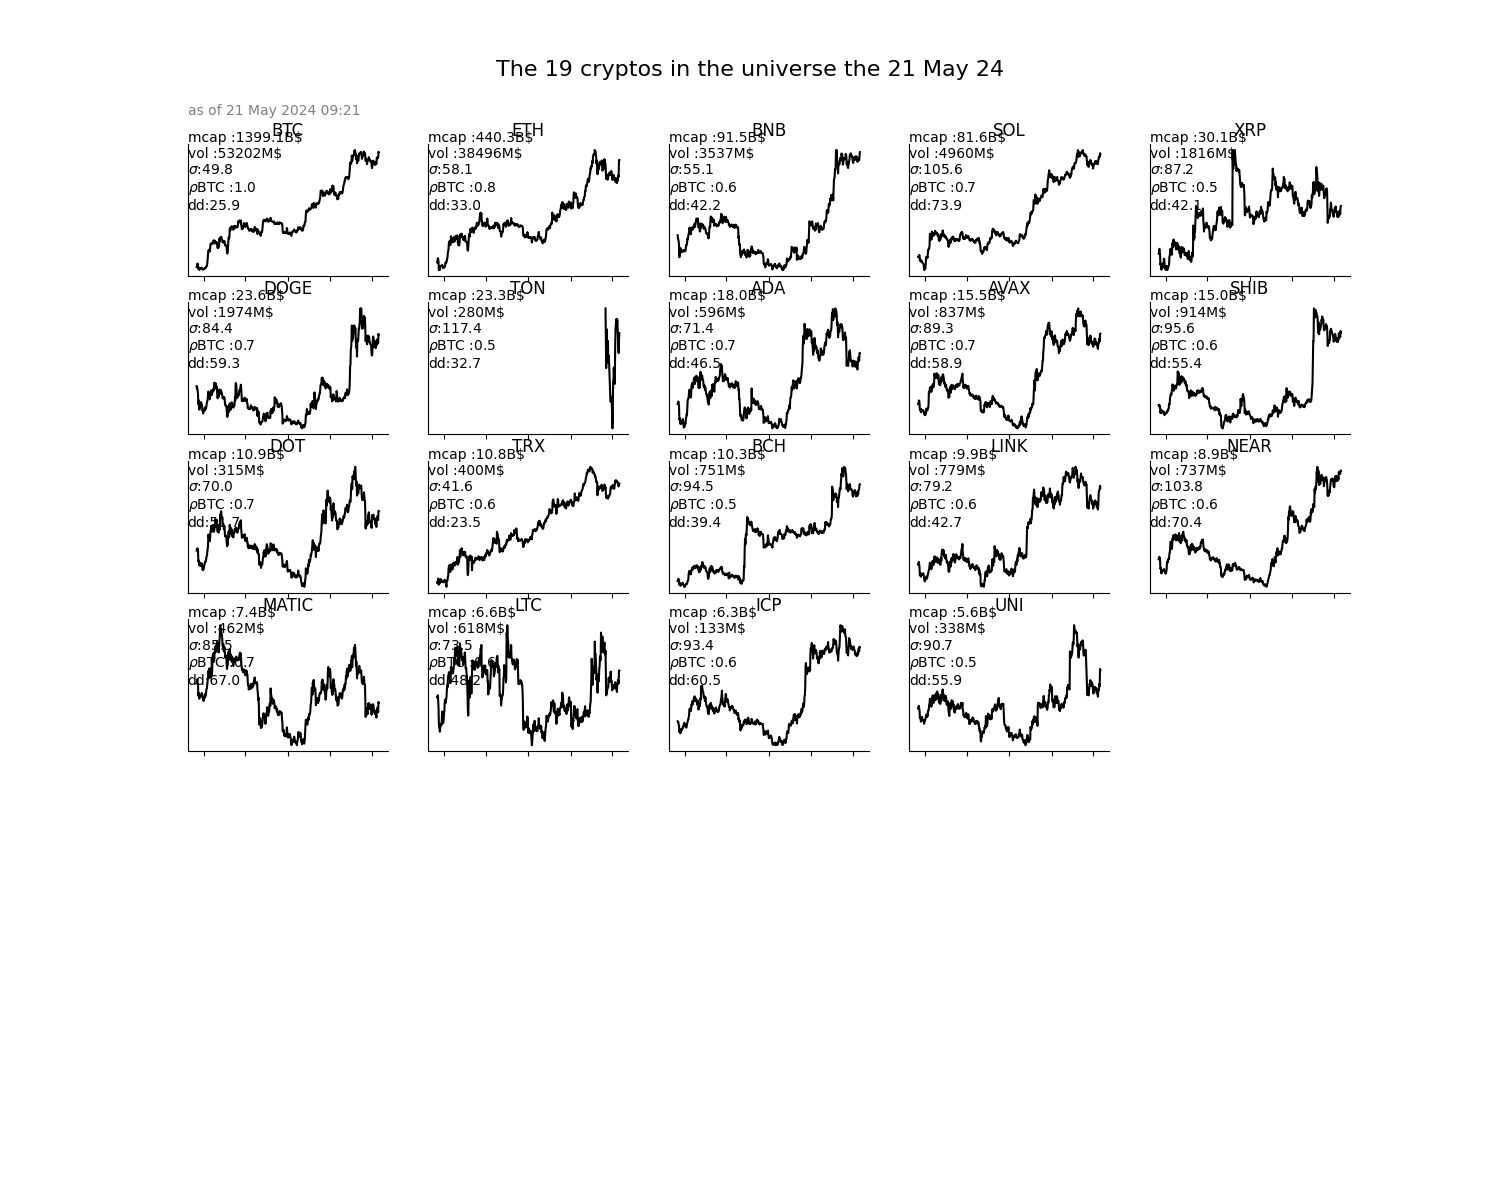 The 19 cryptos in the universe the 21 May 24
as of 21 May 2024 09:21
BTC
mcap :1399.1B$
vol :53202M$
σ:49.8
ρBTC :1.0
dd:25.9
ETH
mcap :440.3B$
vol :38496M$
σ:58.1
ρBTC :0.8
dd:33.0
BNB
mcap :91.5B$
vol :3537M$
σ:55.1
ρBTC :0.6
dd:42.2
SOL
mcap :81.6B$
vol :4960M$
σ:105.6
ρBTC :0.7
dd:73.9
XRP
mcap :30.1B$
vol :1816M$
σ:87.2
ρBTC :0.5
dd:42.1
DOGE
mcap :23.6B$
vol :1974M$
σ:84.4
ρBTC :0.7
dd:59.3
TON
mcap :23.3B$
vol :280M$
σ:117.4
ρBTC :0.5
dd:32.7
ADA
mcap :18.0B$
vol :596M$
σ:71.4
ρBTC :0.7
dd:46.5
AVAX
mcap :15.5B$
vol :837M$
σ:89.3
ρBTC :0.7
dd:58.9
SHIB
mcap :15.0B$
vol :914M$
σ:95.6
ρBTC :0.6
dd:55.4
DOT
mcap :10.9B$
vol :315M$
σ:70.0
ρBTC :0.7
TRX
mcap :10.8B$
vol :400M$
σ:41.6
ρBTC :0.6
dd:23.5
BCH
mcap :10.3B$
vol :751M$
σ:94.5
ρBTC :0.5
dd:39.4
LINK
mcap :9.9B$
vol :779M$
σ:79.2
ρBTC :0.6
dd:42.7
NEAR
mcap :8.9B$
vol :737M$
σ:103.8
ρBTC :0.6
dd:70.4
MATIC
mcap :7.4B$
vol :462M$
σ:85.5
ρBTC :0.7
dd:67.0
LTC
mcap :6.6B$
vol :618M$
σ:73.5
ρBTC :0.6
dd:48.2
ICP
mcap :6.3B$
vol :133M$
σ:93.4
ρBTC :0.6
dd:60.5
UNI
mcap :5.6B$
vol :338M$
σ:90.7
ρBTC :0.5
dd:55.9